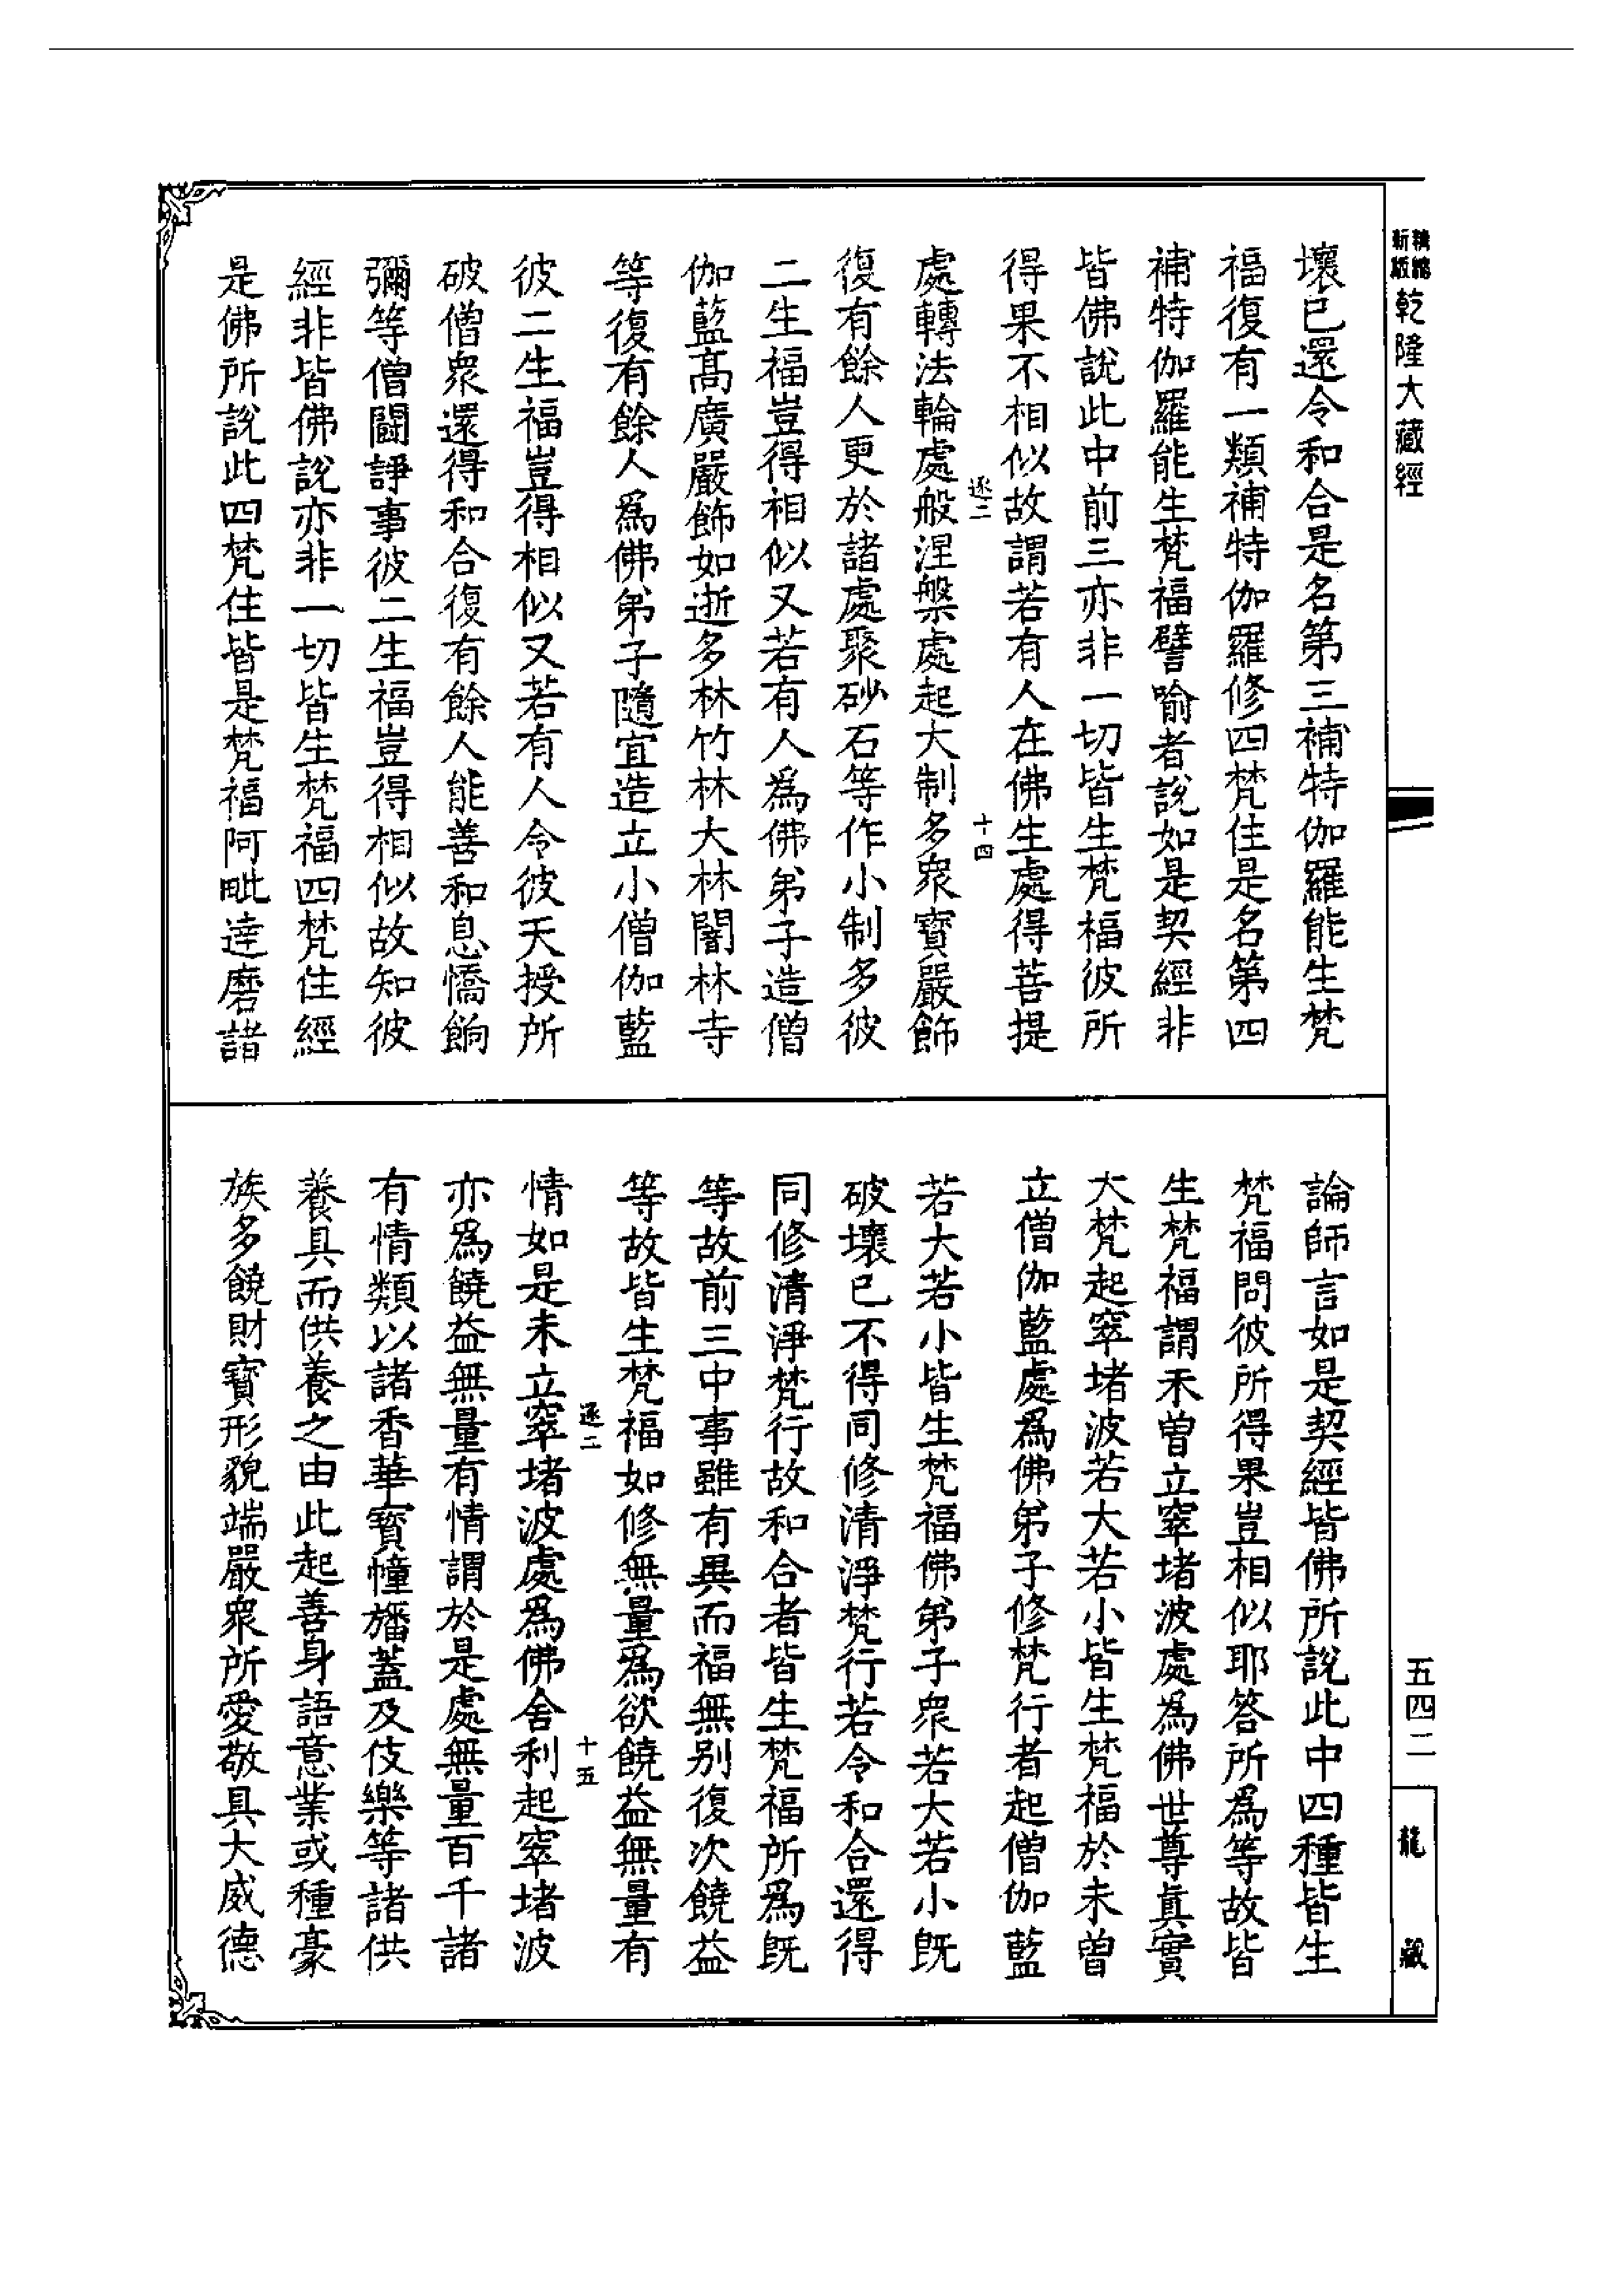 精縮新版乾隆大藏經
壞已還令和合是名第三補特伽羅能生梵
福復有一類補特伽羅修四梵住是名第四
補特伽羅能生梵福譬喻者說如是契經非
皆佛說此中前三亦非一切皆生梵福彼所
得果不相似故謂若有人在佛生處得菩提
逐二
十四
處轉法輪處般涅槃處起大制多衆寶嚴飾
復有餘人更於諸處聚砂石等作小制多彼
二生福豈得相似又若有人為佛弟子造僧
伽藍高廣嚴飾如逝多林竹林大林闇林寺
等復有餘人爲佛弟子隨宜造立小僧伽藍
彼二生福豈得相似又若有人令彼天授所
破僧衆還得和合復有餘人能善和息憍餉
彌等僧鬪諍事彼二生福豈得相似故知彼
經非皆佛說亦非一切皆生梵福四梵住經
是佛所說此四梵住皆是梵福阿毗達磨諸
論師言如是契經皆佛所說此中四種皆生
梵福問彼所得果豈相似耶答所爲等故皆
生梵福謂未曾立窣堵波處為佛世尊真實
大梵起窣堵波若大若小皆生梵福於未曾
立僧伽藍處爲佛弟子修梵行者起僧伽藍
若大若小皆生梵福佛弟子衆若大若小既
破壞已不得同修清淨梵行若令和合還得
同修清淨梵行故和合者皆生梵福所爲既
等故前三中事雖有異而福無別復次饒益
等故皆生梵福如修無量爲欲饒益無量有
逐二
十五
情如是未立窣堵波處爲佛舍利起窣堵波
亦爲饒益無量有情謂於是處無量百千諸
有情類以諸香華寶幢旛蓋及伎樂等諸供
養具而供養之由此起善身語意業或種豪
族多饒財寶形貌端嚴衆所愛敬具大威德
五四二
龍藏